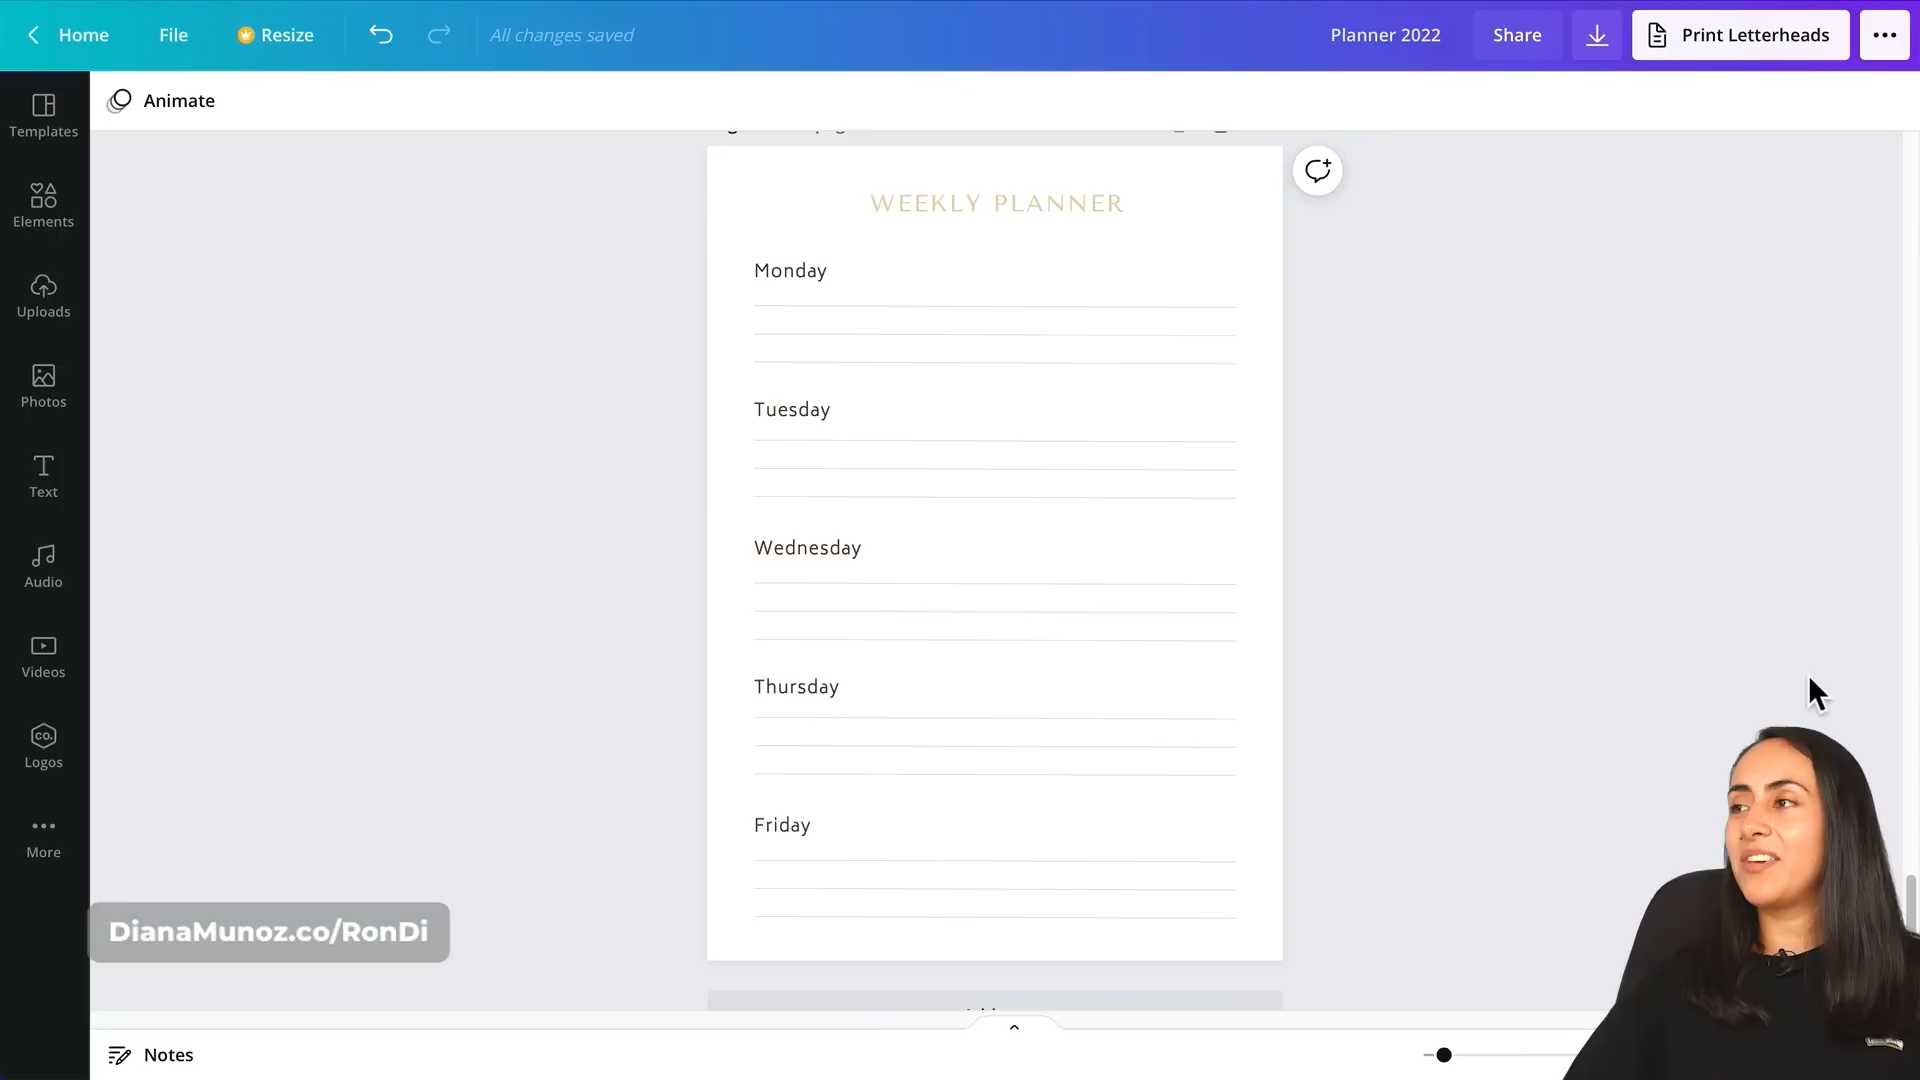 Home
File
Resize
All changes saved
Planner 2022
Share
Print Letterheads
Animate
Templates
Elements
Uploads
Photos
Text
Audio
Videos
CO.
Logos
More
WEEKLY PLANNER
Monday
Tuesday
Wednesday
Thursday
Friday
DianaMunoz.co/RonDi
Notes